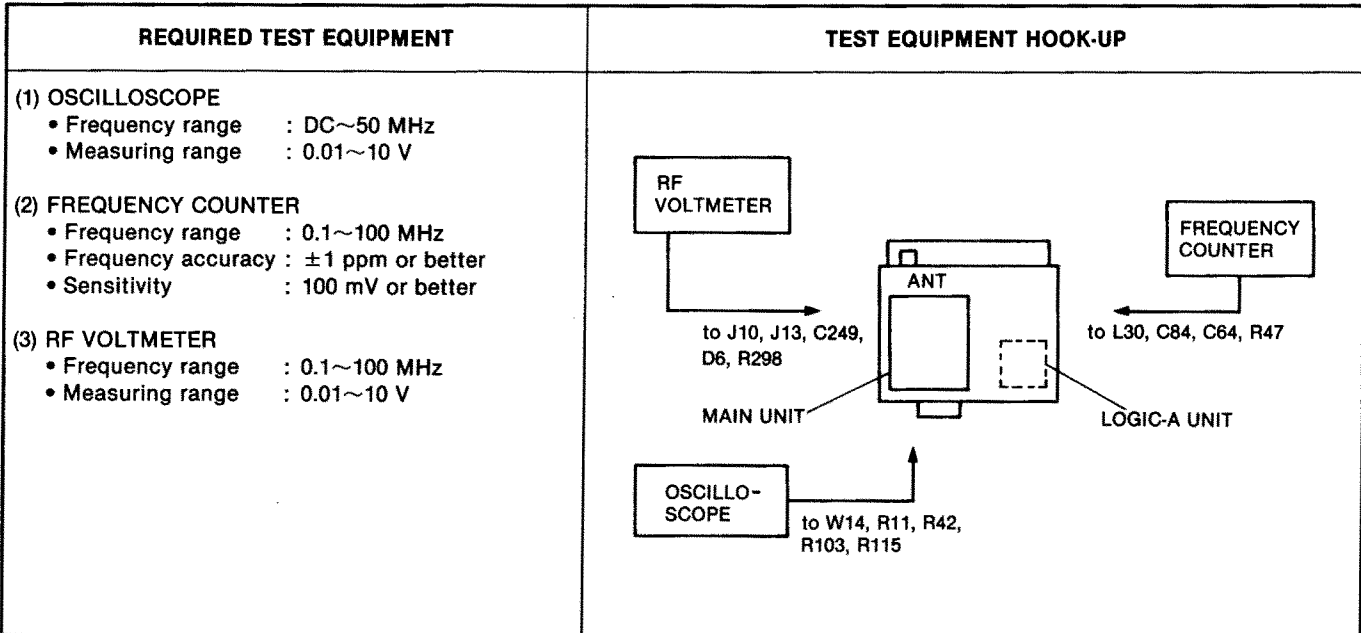 REQUIRED TEST EQUIPMENT
(1) OSCILLOSCOPE
• Frequency range : DC~50 MHz
• Measuring range : 0.01~10 V
(2) FREQUENCY COUNTER
• Frequency range : 0.1~100 MHz
• Frequency accuracy : ±1 ppm or better
• Sensitivity : 100 mV or better
(3) RF VOLTMETER
• Frequency range : 0.1~100 MHz
• Measuring range : 0.01~10 V
TEST EQUIPMENT HOOK-UP
RF
VOLTMETER
to J10, J13, C249,
D6, R298
ANT
FREQUENCY
COUNTER
to L30, C84, C64, R47
MAIN UNIT
LOGIC-A UNIT
OSCILLO-
SCOPE
to W14, R11, R42,
R103, R115